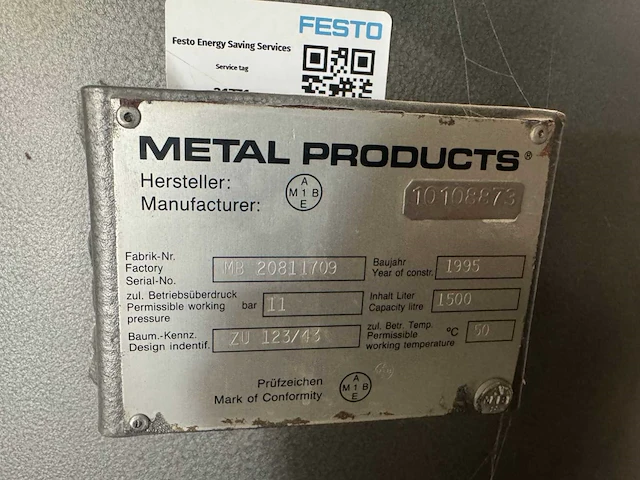 FESTO
Festo Energy Saving Services
Service tag
METAL PRODUCTS®
Hersteller:
Manufacturer:
A
M 1 B
E
10108873
Fabrik-Nr.
Factory
Serial-No.
MB 20811/09
Baujahr
Year of constr.
1995
zul. Betriebsüberdruck
Permissible working
pressure
bar
11
Inhalt Liter
Capacity litre
1500
Baum.-Kennz.
Design indentif.
ZU 123/43
zul. Betr. Temp.
Permissible
working temperature
°C
50
Prüfzeichen
Mark of Conformity
A
M 1 B
E